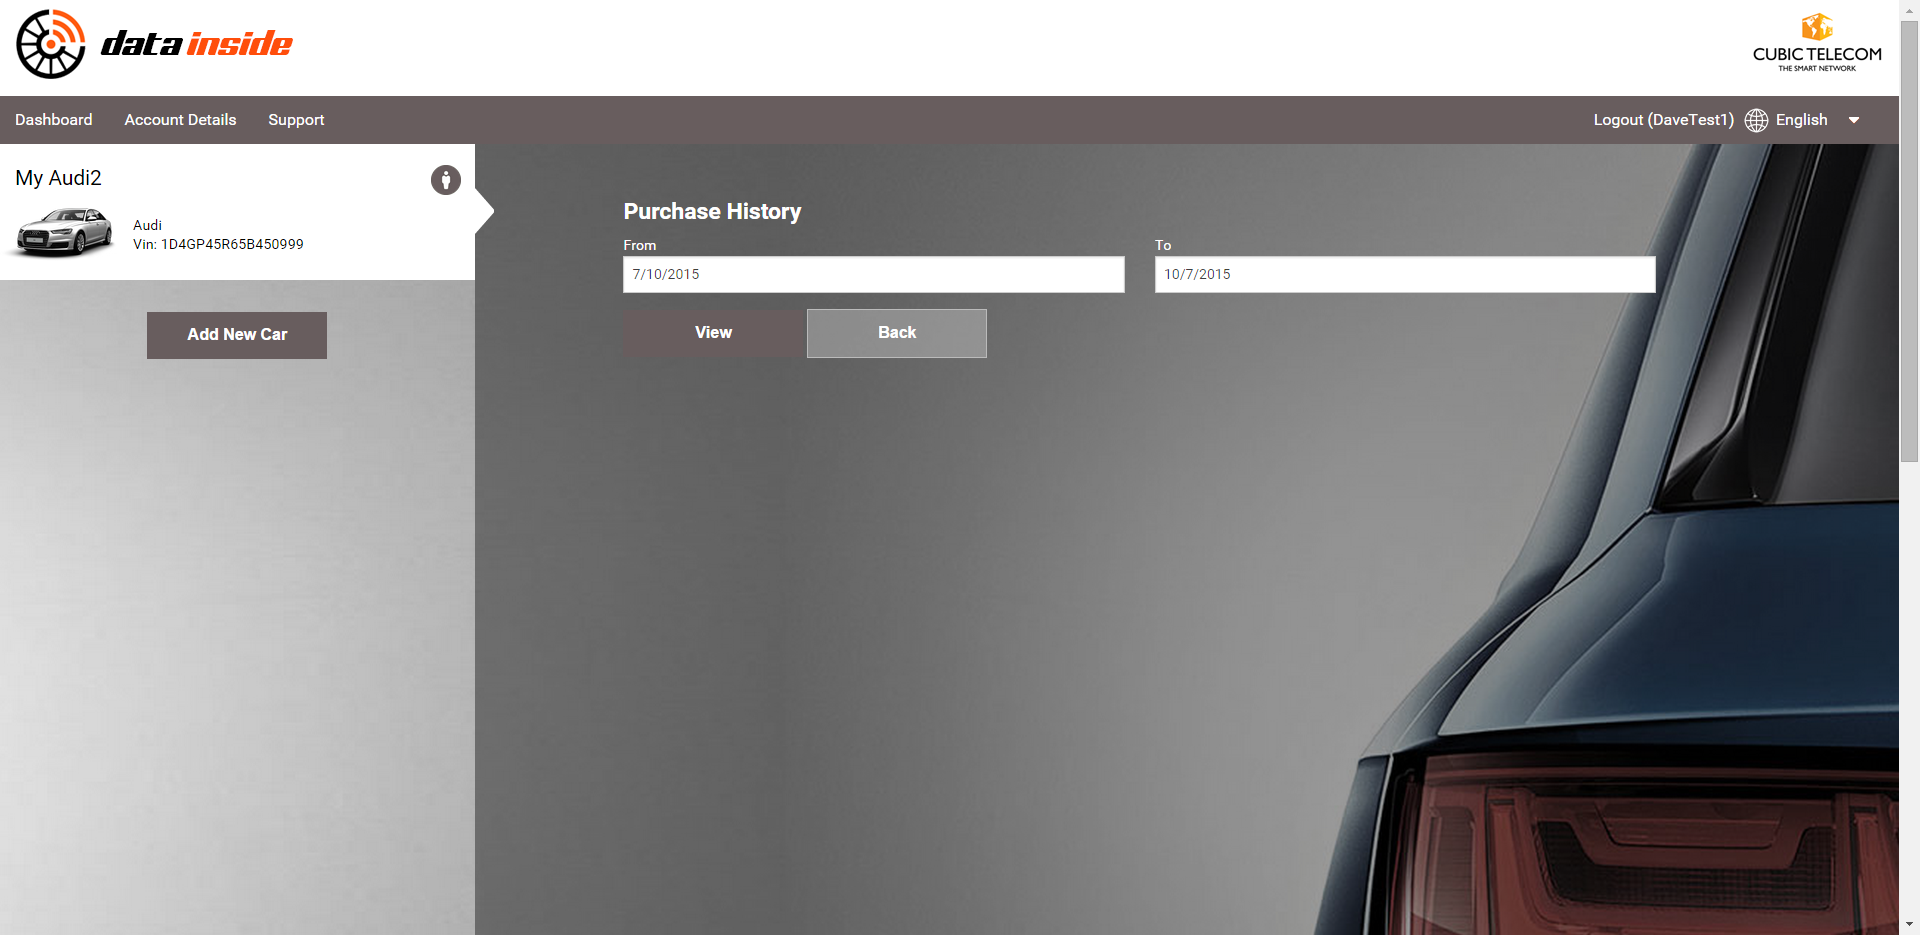 data inside
CUBIC TELECOM
THE SMART NETWORK
Dashboard
Account Details
Support
Logout (DaveTest1)
English
My Audi2
Audi
Vin: 1D4GP45R65B450999
Add New Car
Purchase History
From
To
7/10/2015
10/7/2015
View
Back